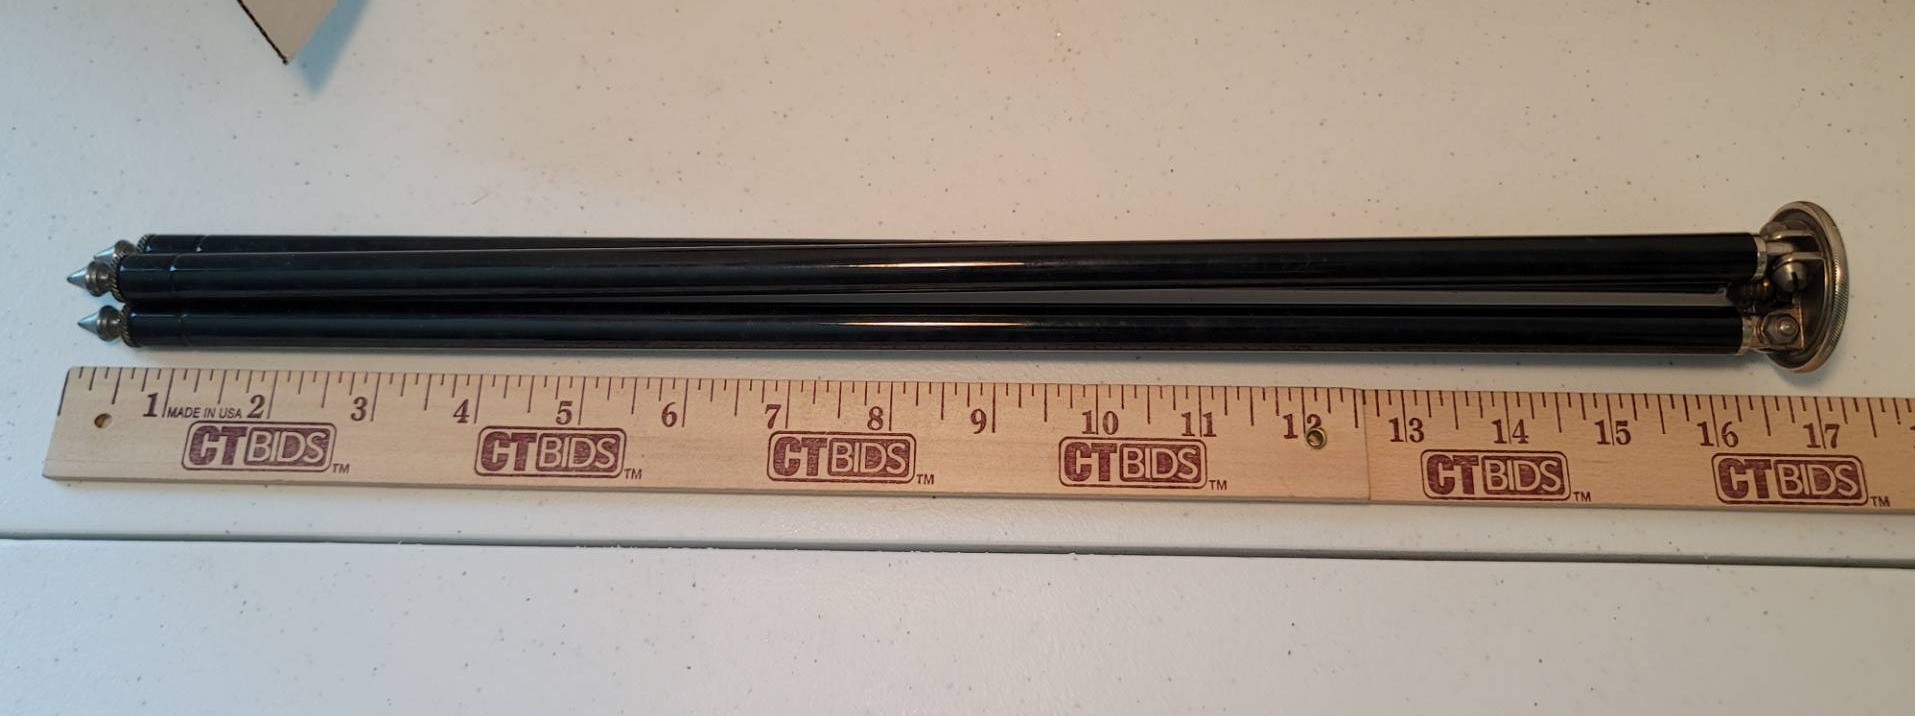 1 MADE IN USA 2 3 4 5 6 7 8 9 10 11 12 13 14 15 16 17
CTBIDS TM CTBIDS TM CTBIDS TM CTBIDS TM CTBIDS TM CTBIDS TM